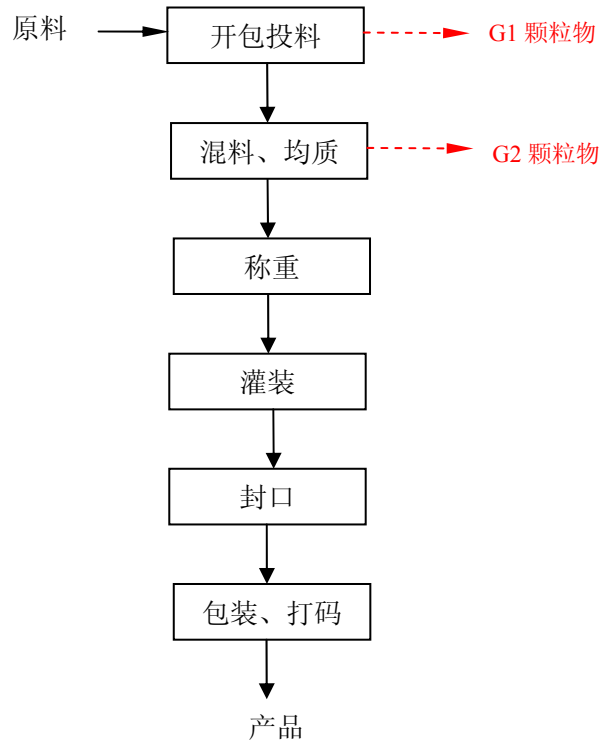 原料
开包投料
G1 颗粒物
混料、均质
G2 颗粒物
称重
灌装
封口
包装、打码
产品